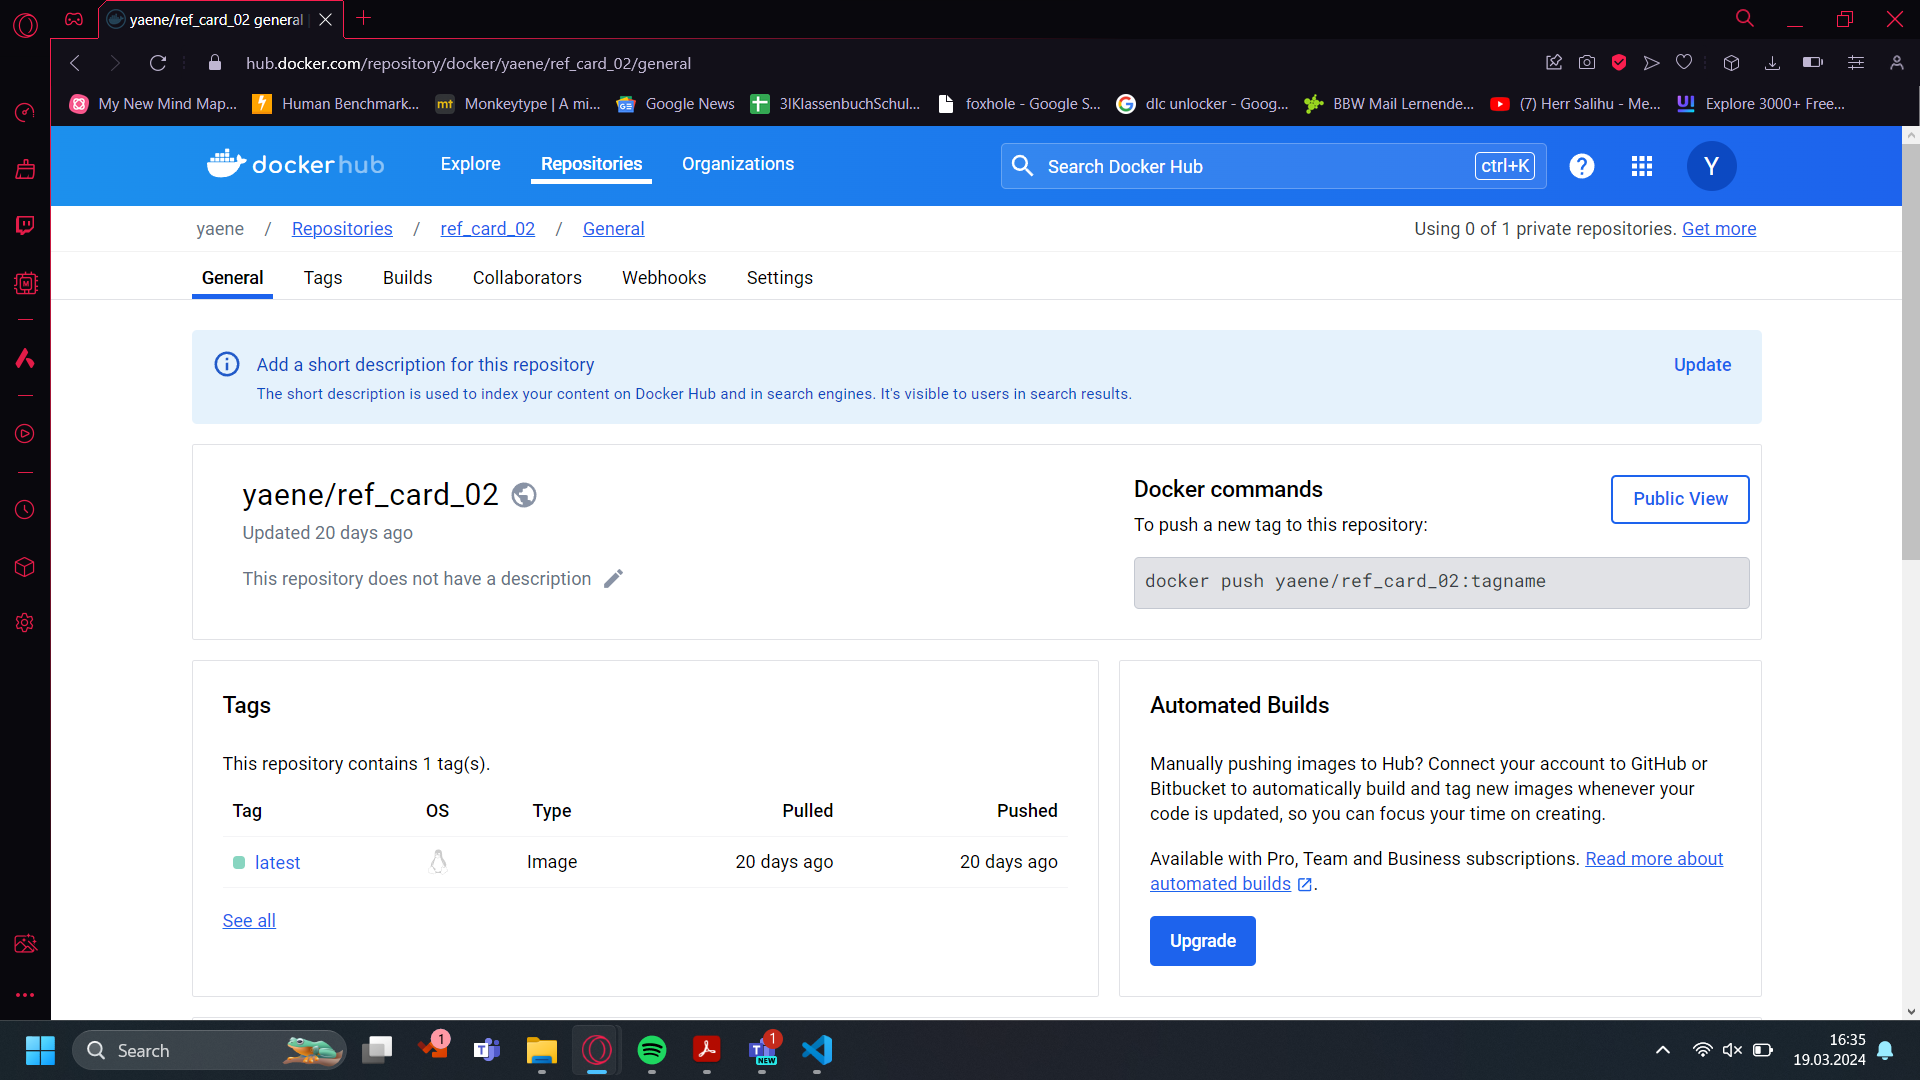 yaene/ref_card_02 general
hub.docker.com/repository/docker/yaene/ref_card_02/general
My New Mind Map...
Human Benchmark...
mt
Monkeytype | A mi...
Google News
3IKlassenbuchSchul...
foxhole - Google S...
dlc unlocker - Goog...
BBW Mail Lernende...
(7) Herr Salihu - Me...
UI
Explore 3000+ Free...
dockerhub
Explore
Repositories
Organizations
Search Docker Hub
ctrl+K
?
Y
yaene / Repositories / ref_card_02 / General
Using 0 of 1 private repositories. Get more
General
Tags
Builds
Collaborators
Webhooks
Settings
Add a short description for this repository
Update
The short description is used to index your content on Docker Hub and in search engines. It's visible to users in search results.
yaene/ref_card_02
Updated 20 days ago
This repository does not have a description
Docker commands
Public View
To push a new tag to this repository:
docker push yaene/ref_card_02:tagname
Tags
This repository contains 1 tag(s).
Tag OS Type Pulled Pushed
latest Image 20 days ago 20 days ago
See all
Automated Builds
Manually pushing images to Hub? Connect your account to GitHub or
Bitbucket to automatically build and tag new images whenever your
code is updated, so you can focus your time on creating.
Available with Pro, Team and Business subscriptions. Read more about
automated builds .
Upgrade
Search
1
1
NEW
16:35
19.03.2024